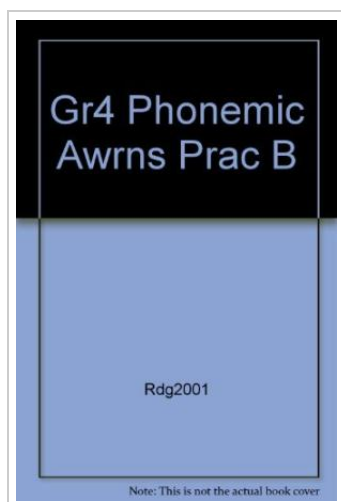 Gr4 Phonemic
Awrns Prac B
Rdg2001
Note: This is not the actual book cover